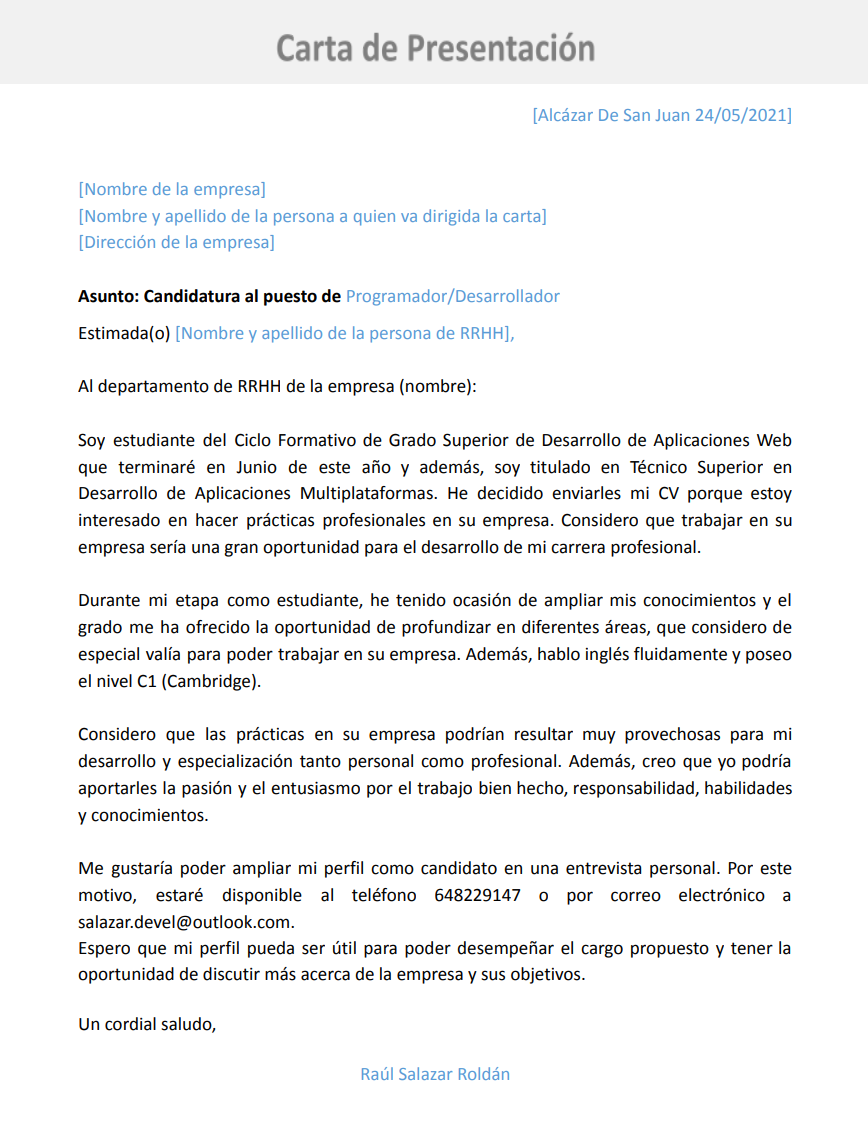 Carta de Presentación
[Alcázar De San Juan 24/05/2021]
[Nombre de la empresa]
[Nombre y apellido de la persona a quien va dirigida la carta]
[Dirección de la empresa]
Asunto: Candidatura al puesto de Programador/Desarrollador
Estimada(o) [Nombre y apellido de la persona de RRHH],
Al departamento de RRHH de la empresa (nombre):
Soy estudiante del Ciclo Formativo de Grado Superior de Desarrollo de Aplicaciones Web
que terminaré en Junio de este año y además, soy titulado en Técnico Superior en
Desarrollo de Aplicaciones Multiplataformas. He decidido enviarles mi CV porque estoy
interesado en hacer prácticas profesionales en su empresa. Considero que trabajar en su
empresa sería una gran oportunidad para el desarrollo de mi carrera profesional.
Durante mi etapa como estudiante, he tenido ocasión de ampliar mis conocimientos y el
grado me ha ofrecido la oportunidad de profundizar en diferentes áreas, que considero de
especial valía para poder trabajar en su empresa. Además, hablo inglés fluidamente y poseo
el nivel C1 (Cambridge).
Considero que las prácticas en su empresa podrían resultar muy provechosas para mi
desarrollo y especialización tanto personal como profesional. Además, creo que yo podría
aportarles la pasión y el entusiasmo por el trabajo bien hecho, responsabilidad, habilidades
y conocimientos.
Me gustaría poder ampliar mi perfil como candidato en una entrevista personal. Por este
motivo, estaré disponible al teléfono 648229147 o por correo electrónico a
salazar.devel@outlook.com.
Espero que mi perfil pueda ser útil para poder desempeñar el cargo propuesto y tener la
oportunidad de discutir más acerca de la empresa y sus objetivos.
Un cordial saludo,
Raúl Salazar Roldán